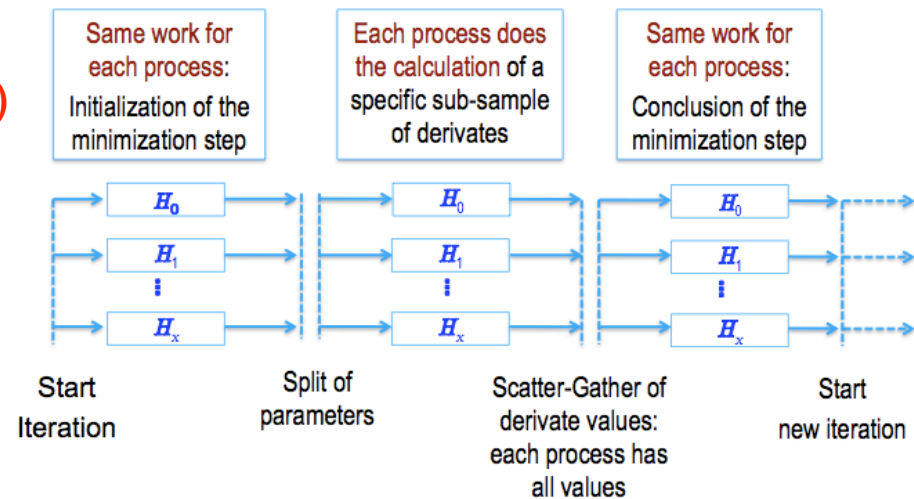 Same work for
each process:
Initialization of the
minimization step
Each process does
the calculation of a
specific sub-sample
of derivates
Same work for
each process:
Conclusion of the
minimization step
)
H0
H0
H0
H1
H1
H1
⋮
⋮
⋮
Hx
Hx
Hx
Start
Iteration
Split of
parameters
Scatter-Gather of
derivate values:
each process has
all values
Start
new iteration